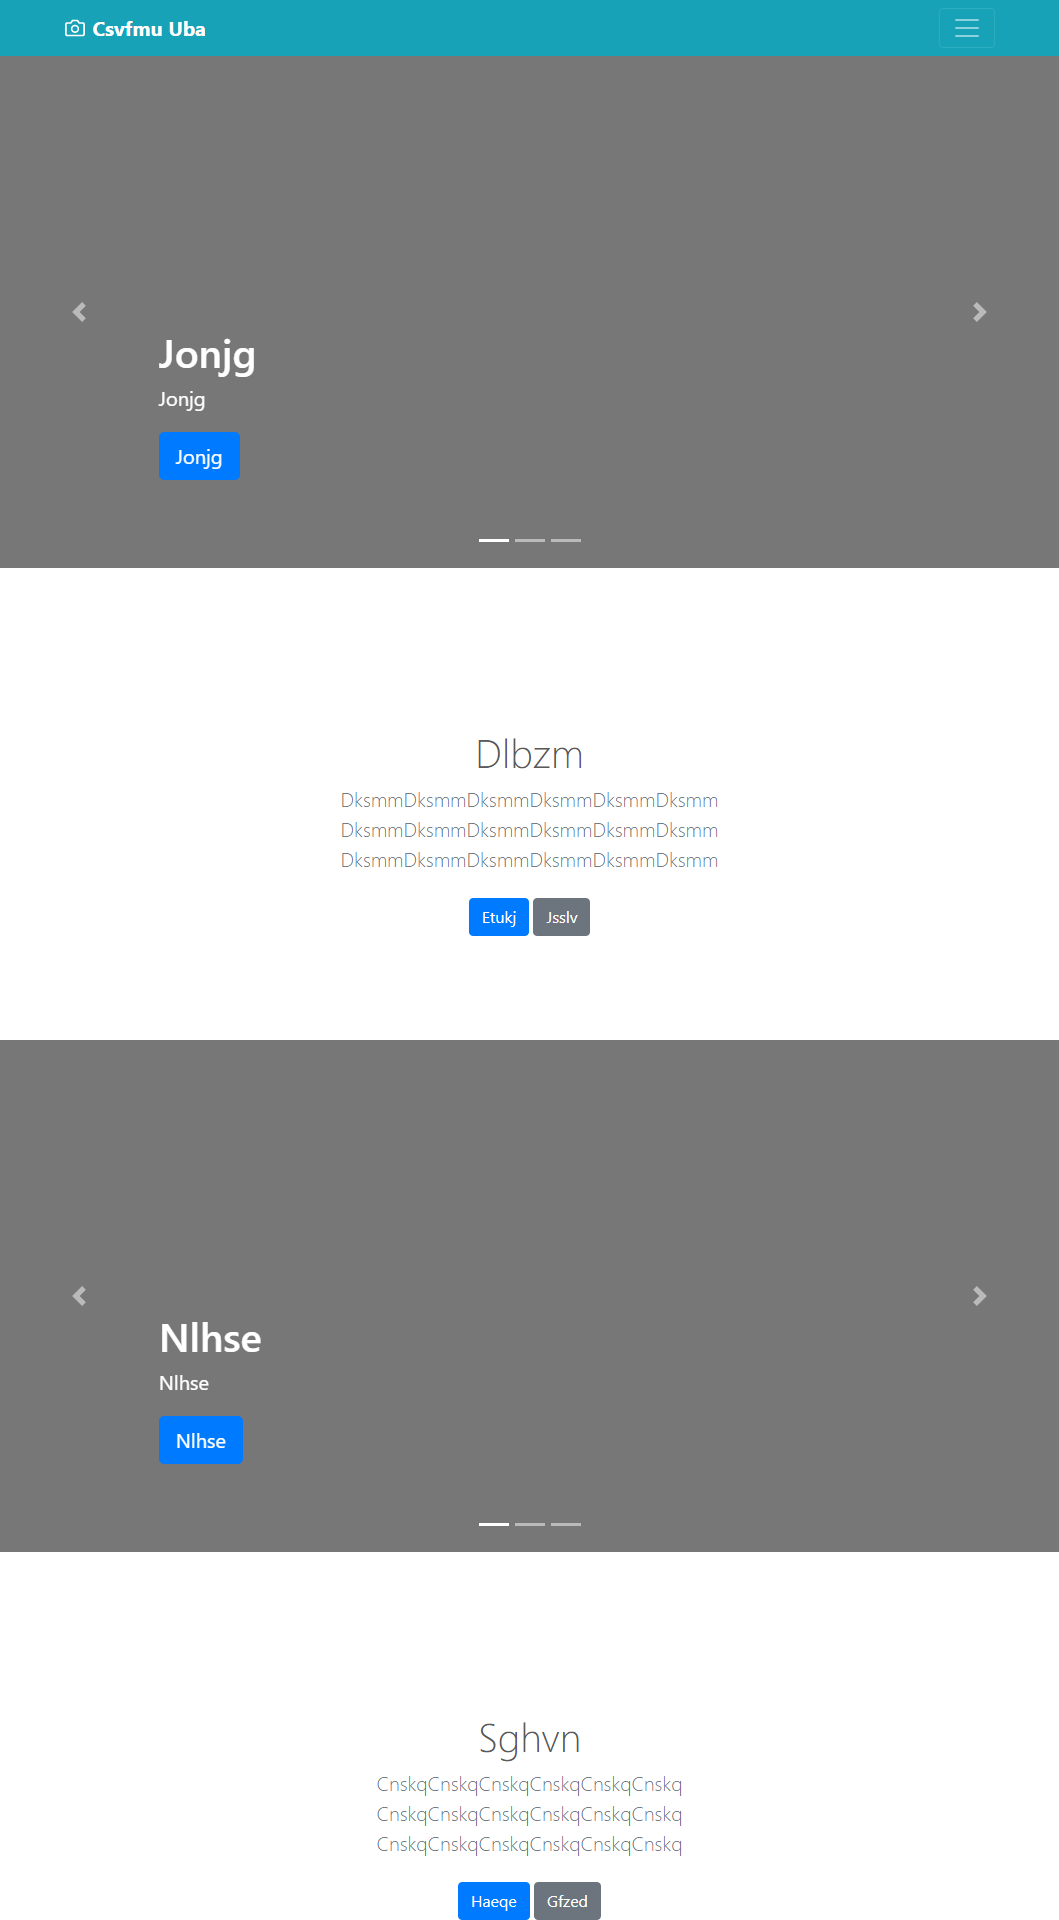 Csvfmu Uba
Jonjg
Jonjg
Jonjg
Dlbzm
DksmmDksmmDksmmDksmmDksmmDksmm
DksmmDksmmDksmmDksmmDksmmDksmm
DksmmDksmmDksmmDksmmDksmmDksmm
Etukj Jsslv
Nlhse
Nlhse
Nlhse
Sghvn
CnskqCnskqCnskqCnskqCnskqCnskq
CnskqCnskqCnskqCnskqCnskqCnskq
CnskqCnskqCnskqCnskqCnskqCnskq
Haeqe Gfzed